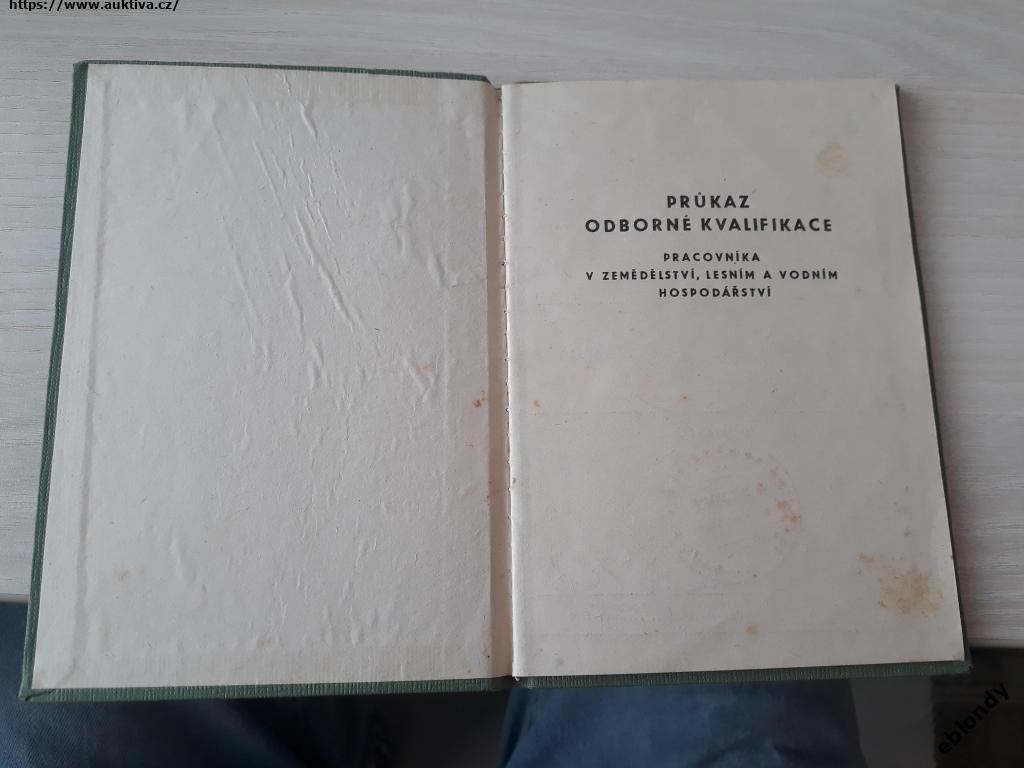 https://www.auktiva.cz/
PRŮKAZ
ODBORNÉ KVALIFIKACE
PRACOVNÍKA
V ZEMĚDĚLSTVÍ, LESNÍM A VODNÍM
HOSPODÁŘSTVÍ
eblondy